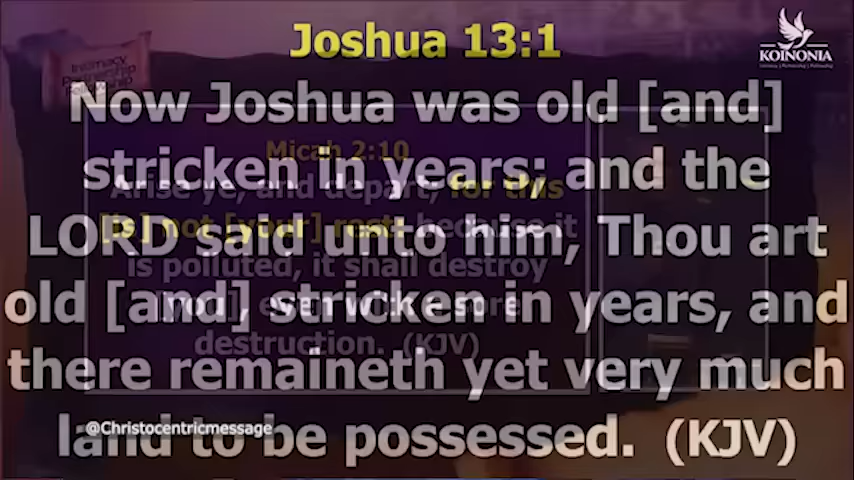 Joshua 13:1
KOINONIA
Intimacy
Partnership
Fellowship
Now Joshua was old [and]
stricken in years; and the
LORD said unto him, Thou art
old [and], stricken in years, and
there remaineth yet very much
land to be possessed. (KJV)
Micah 2:10
Arise ye, and depart; for this
[is] not [your] rest: because it
is polluted, it shall destroy
[you], even with a sore
destruction. (KJV)
@Christocentricmessage